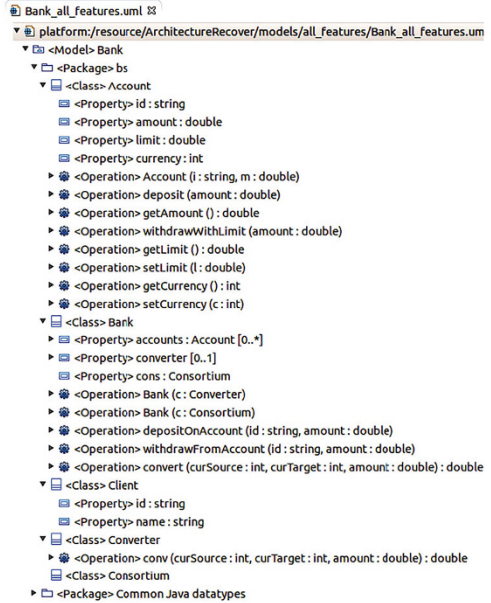 Bank_all_features.uml
platform:/resource/ArchitectureRecover/models/all_features/Bank_all_features.um
<Model> Bank
<Package> bs
<Class> Account
<Property> id : string
<Property> amount : double
<Property> limit : double
<Property> currency : int
<Operation> Account (i : string, m : double)
<Operation> deposit (amount : double)
<Operation> getAmount () : double
<Operation> withdrawWithLimit (amount : double)
<Operation> getLimit () : double
<Operation> setLimit (l : double)
<Operation> getCurrency () : int
<Operation> setCurrency (c : int)
<Class> Bank
<Property> accounts : Account [0..*]
<Property> converter [0..1]
<Property> cons : Consortium
<Operation> Bank (c : Converter)
<Operation> Bank (c : Consortium)
<Operation> depositOnAccount (id : string, amount : double)
<Operation> withdrawFromAccount (id : string, amount : double)
<Operation> convert (curSource : int, curTarget : int, amount : double) : double
<Class> Client
<Property> id : string
<Property> name : string
<Class> Converter
<Operation> conv (curSource : int, curTarget : int, amount : double) : double
<Class> Consortium
<Package> Common Java datatypes